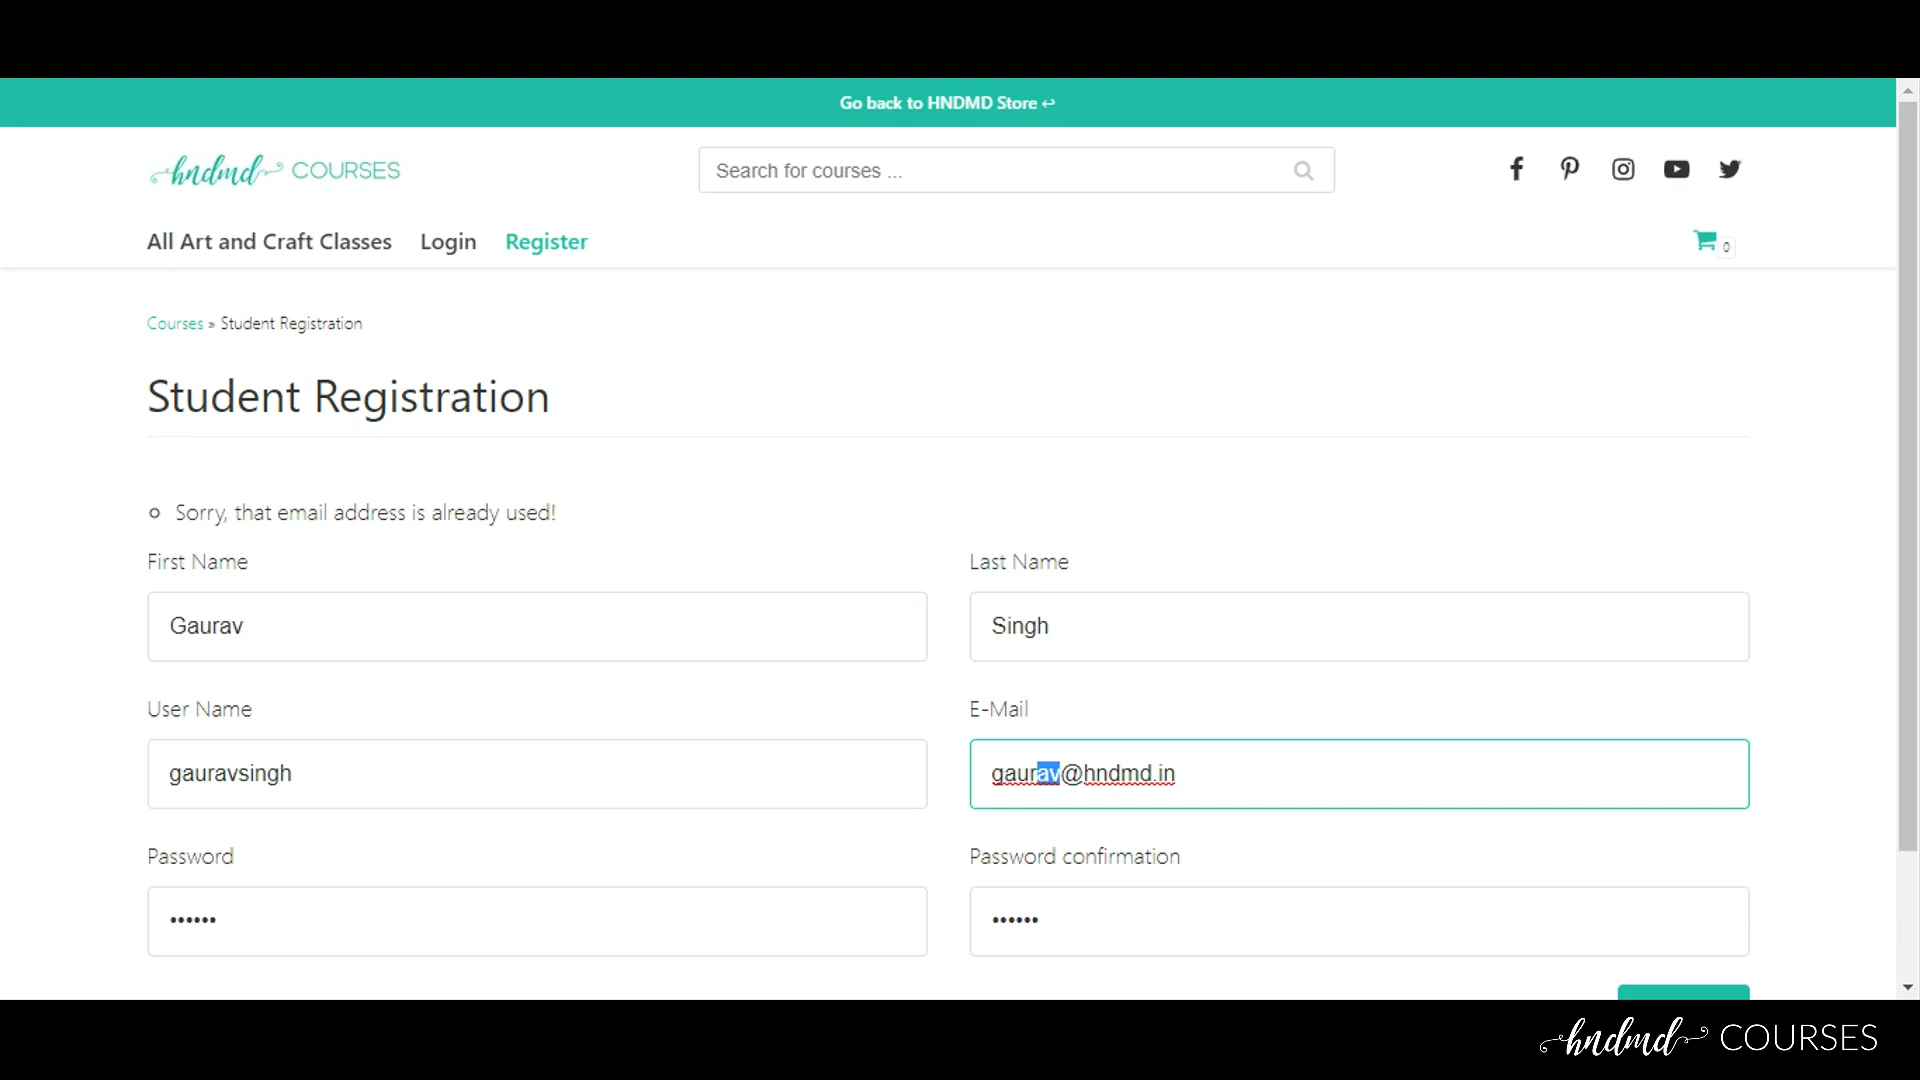 Go back to HNDMD Store ↩
hndmd COURSES
Search for courses ...
All Art and Craft Classes Login Register
0
Courses » Student Registration
Student Registration
Sorry, that email address is already used!
First Name
Last Name
Gaurav
Singh
User Name
E-Mail
gauravsingh
gaurav@hndmd.in
Password
Password confirmation
••••••
••••••
hndmd COURSES